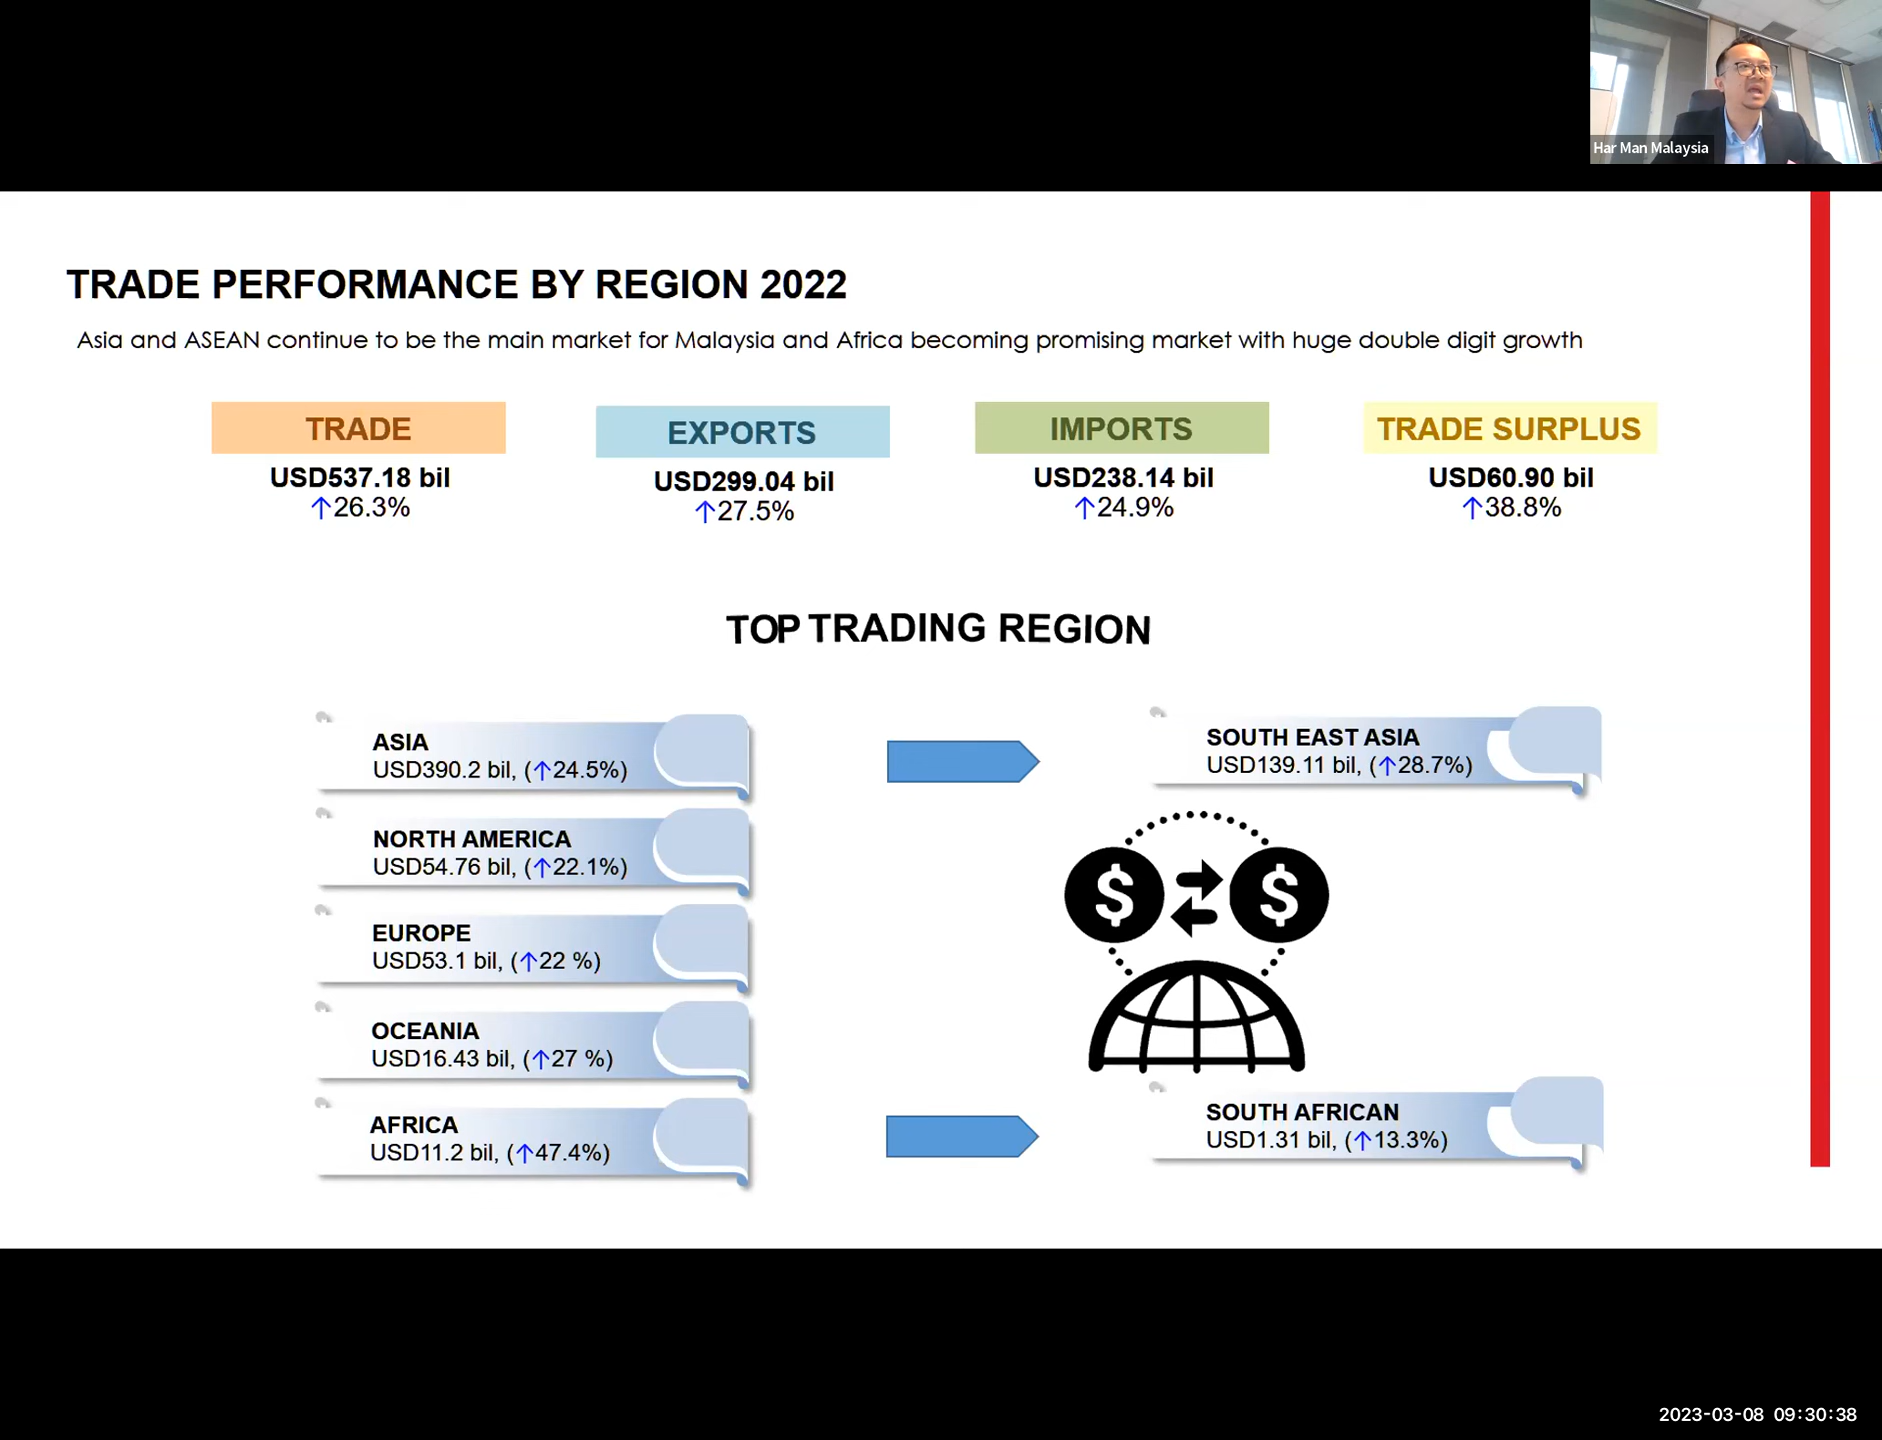 Har Man Malaysia
TRADE PERFORMANCE BY REGION 2022
Asia and ASEAN continue to be the main market for Malaysia and Africa becoming promising market with huge double digit growth
TRADE
USD537.18 bil
↑26.3%
EXPORTS
USD299.04 bil
↑27.5%
IMPORTS
USD238.14 bil
↑24.9%
TRADE SURPLUS
USD60.90 bil
↑38.8%
TOP TRADING REGION
ASIA
USD390.2 bil, (↑24.5%)
SOUTH EAST ASIA
USD139.11 bil, (↑28.7%)
NORTH AMERICA
USD54.76 bil, (↑22.1%)
$ $
EUROPE
USD53.1 bil, (↑22 %)
OCEANIA
USD16.43 bil, (↑27 %)
AFRICA
USD11.2 bil, (↑47.4%)
SOUTH AFRICAN
USD1.31 bil, (↑13.3%)
2023-03-08 09:30:38